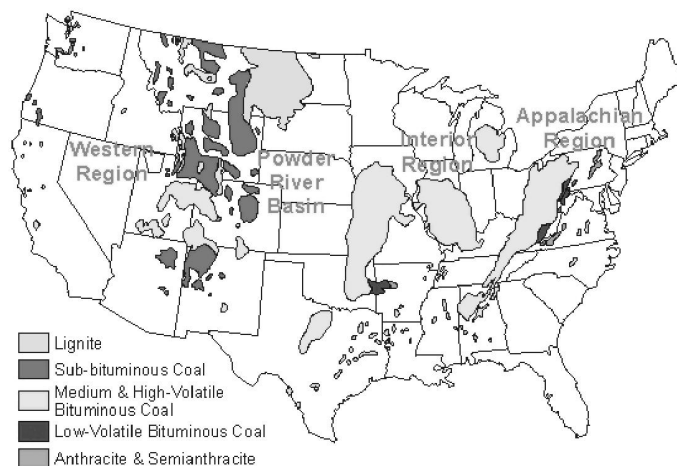 Appalachian
Region
Interior
Region
Western
Region
Powder
River
Basin
Lignite
Sub-bituminous Coal
Medium & High-Volatile
Bituminous Coal
Low-Volatile Bituminous Coal
Anthracite & Semianthracite